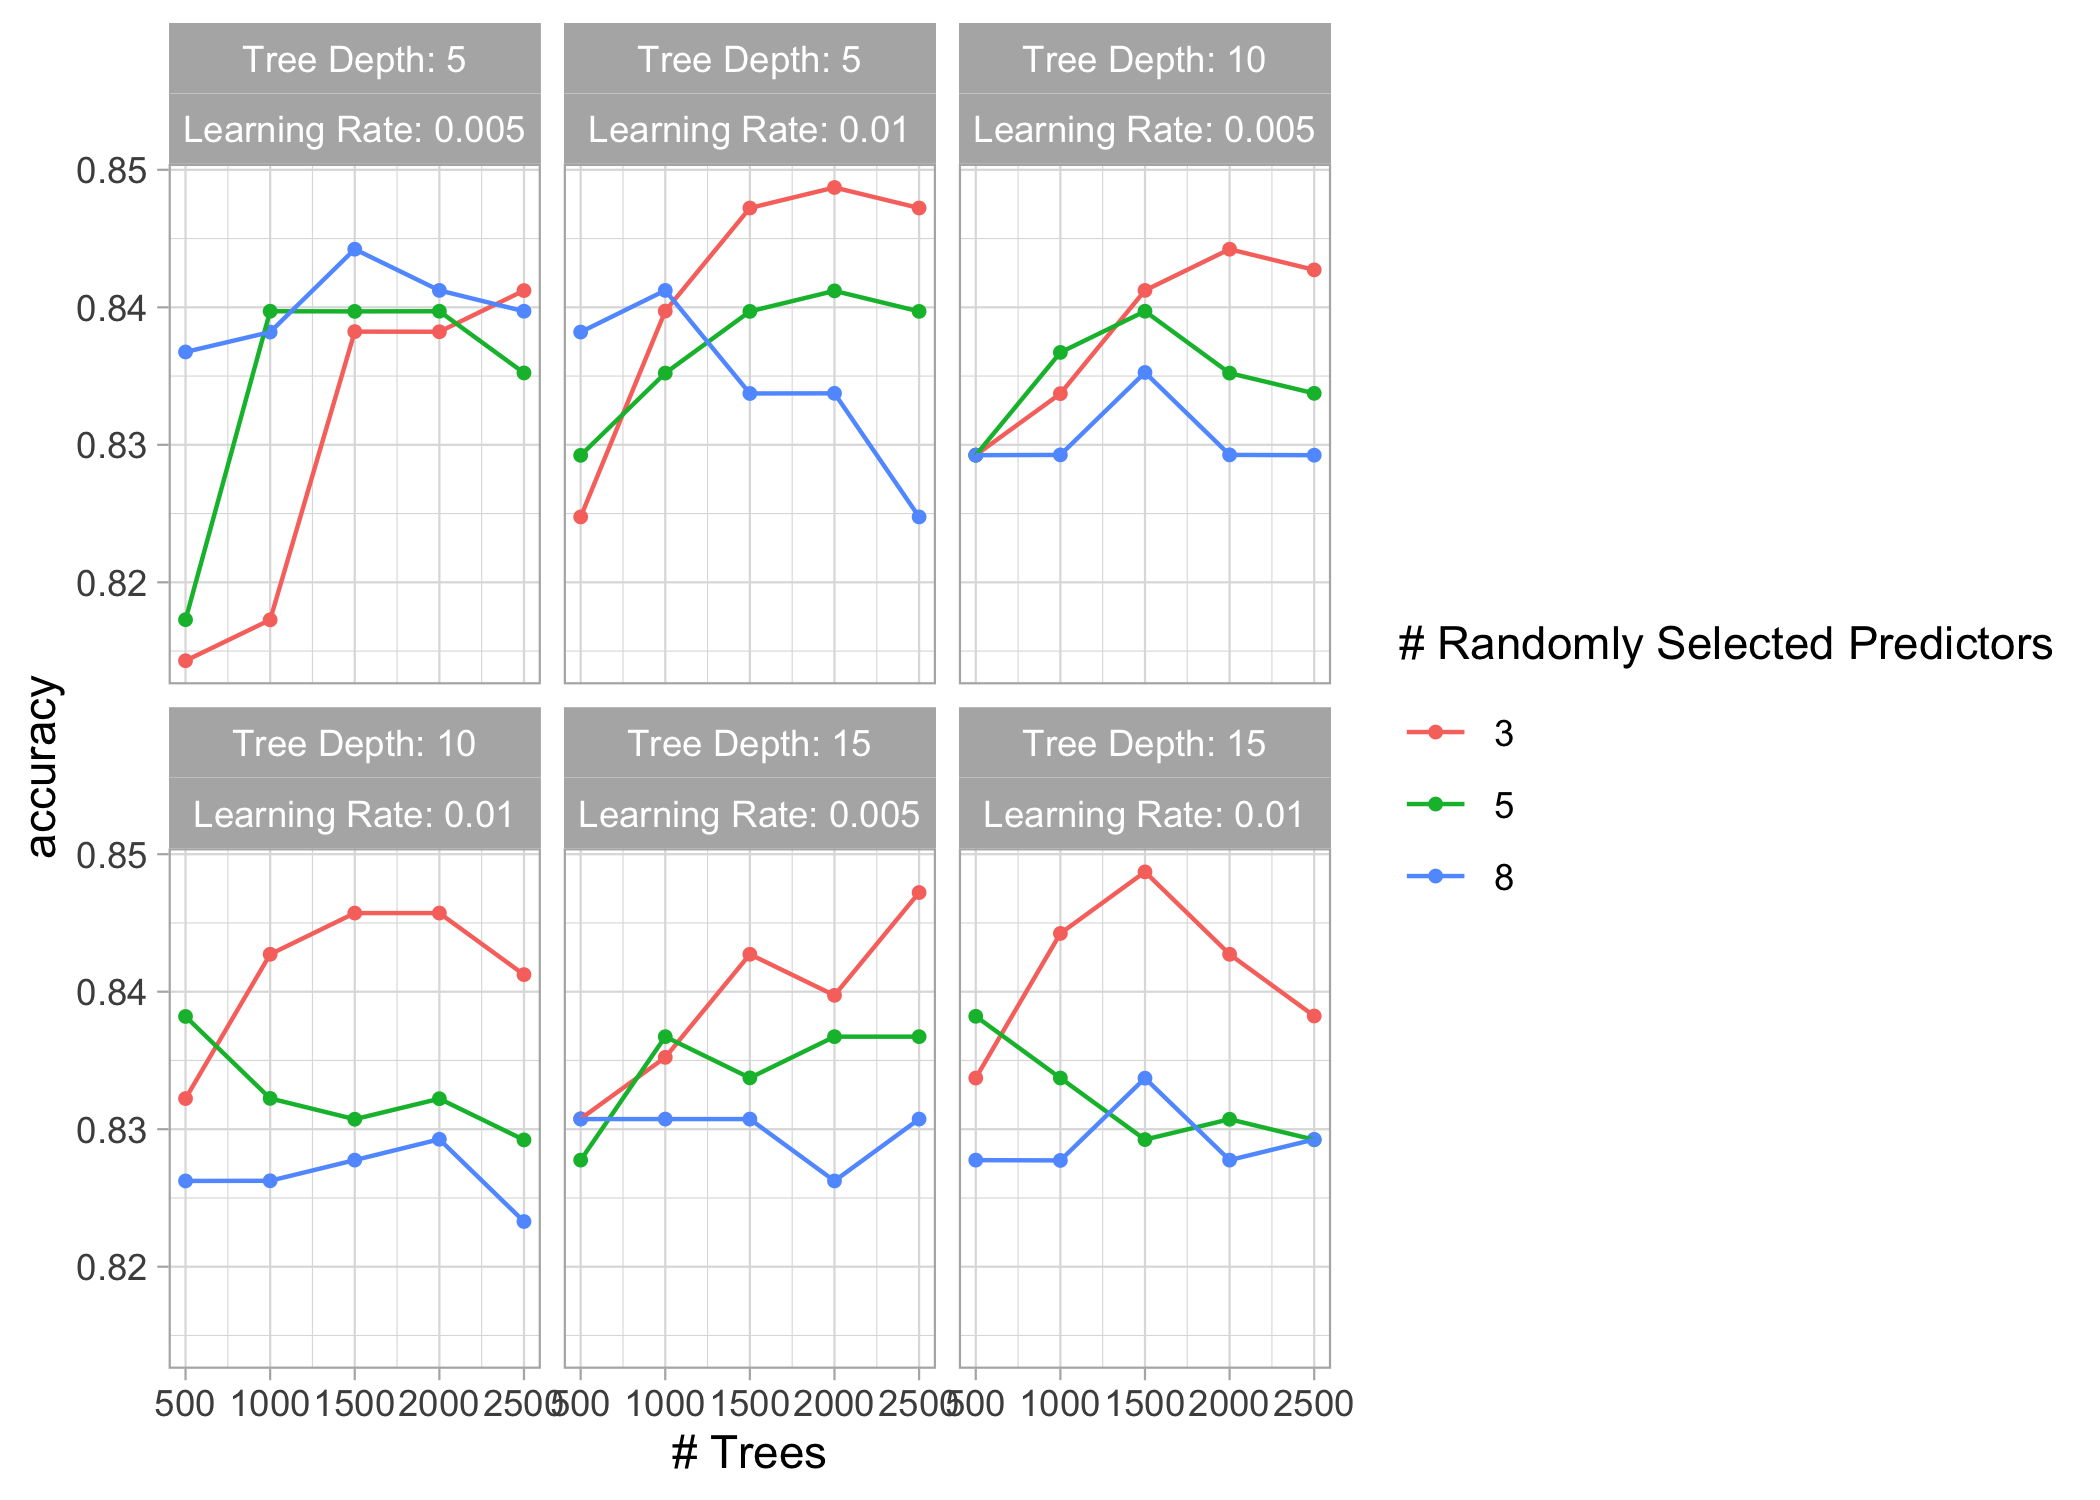 Tree Depth: 5
Learning Rate: 0.005
Tree Depth: 5
Learning Rate: 0.01
Tree Depth: 10
Learning Rate: 0.005
0.85
0.84
0.83
0.82
Tree Depth: 10
Learning Rate: 0.01
Tree Depth: 15
Learning Rate: 0.005
Tree Depth: 15
Learning Rate: 0.01
0.85
0.84
0.83
0.82
accuracy
500 1000 1500 2000 2500
500 1000 1500 2000 2500
500 1000 1500 2000 2500
# Trees
# Randomly Selected Predictors
3
5
8